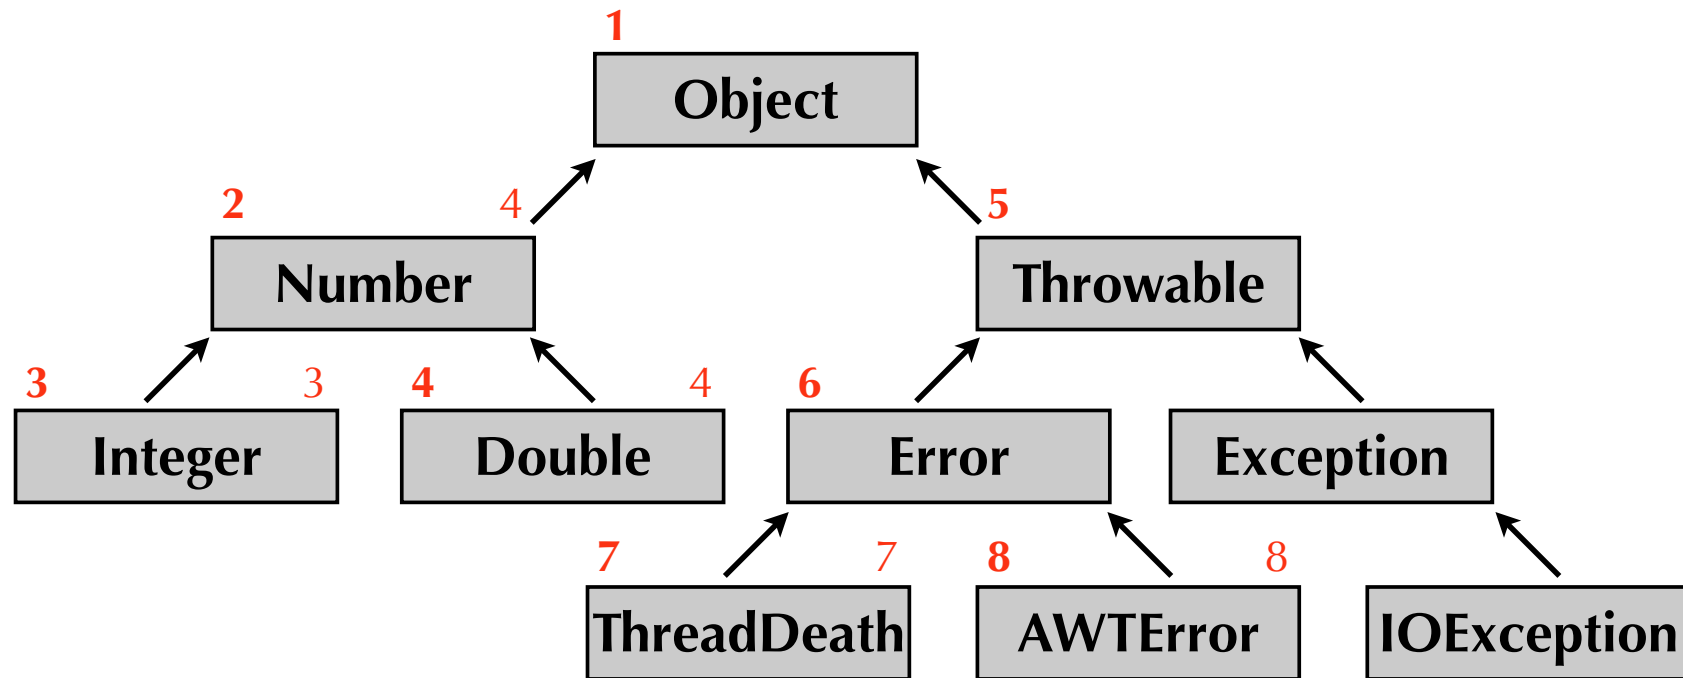 1
Object
2 4 5
Number Throwable
3 3 4 4 6
Integer Double Error Exception
7 7 8 8
ThreadDeath AWTError IOException